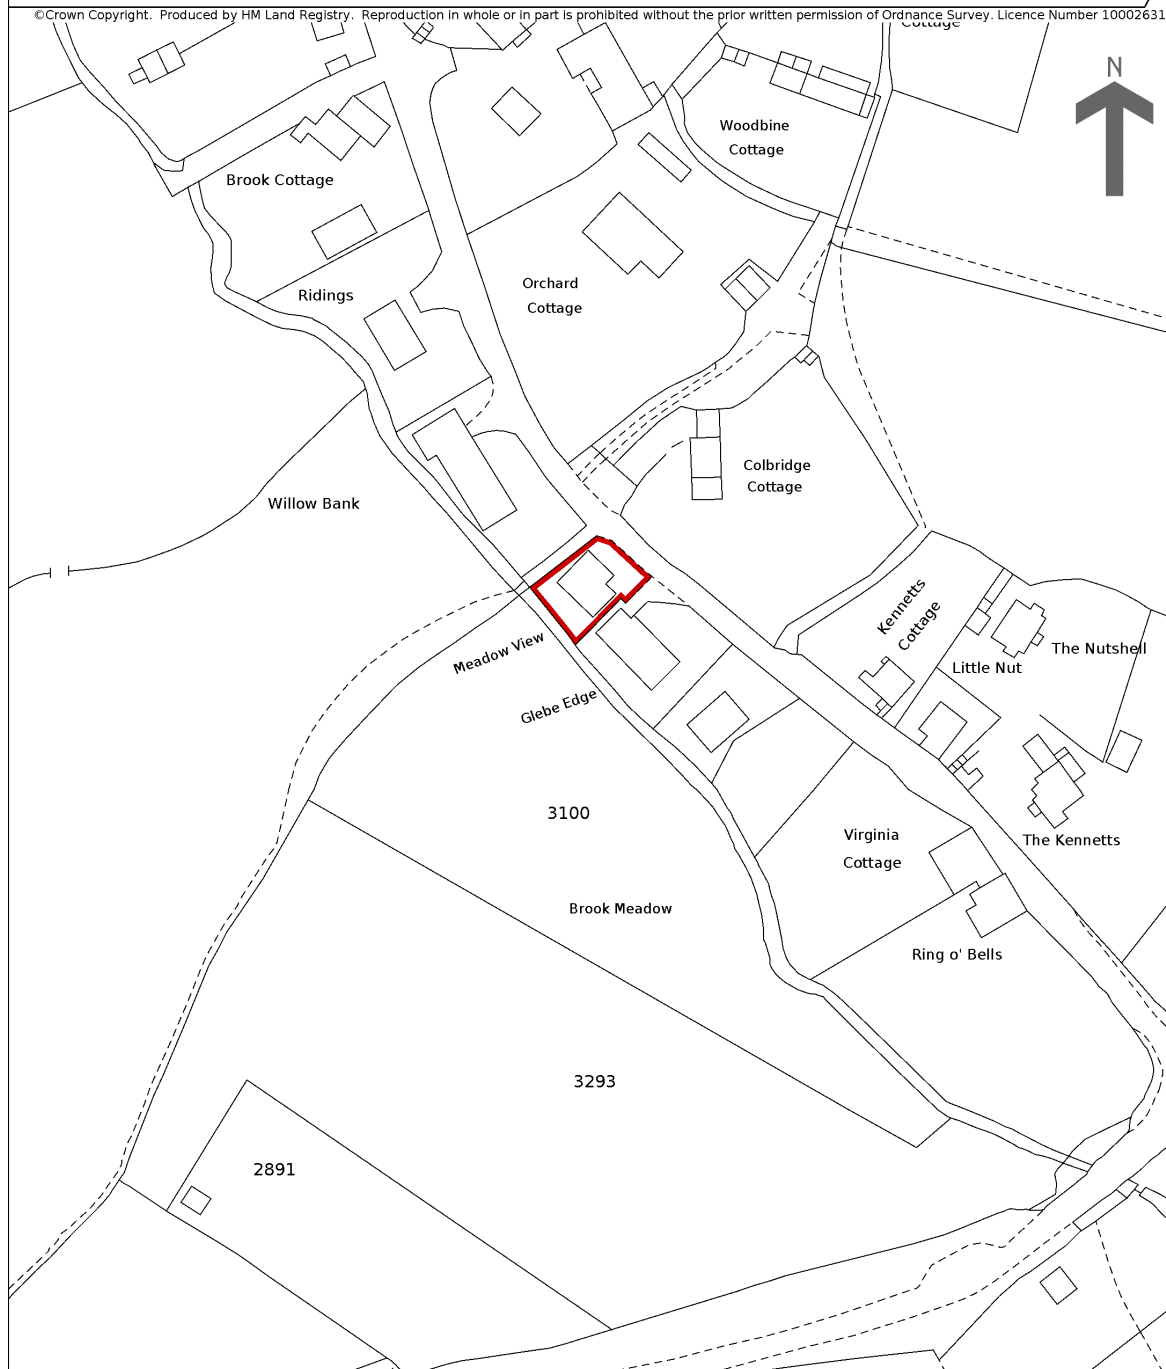 ©Crown Copyright. Produced by HM Land Registry. Reproduction in whole or in part is prohibited without the prior written permission of Ordnance Survey. Licence Number 10002631
Cottage
N
Woodbine
Cottage
Brook Cottage
Orchard
Cottage
Ridings
Colbridge
Cottage
Willow Bank
Kennetts
Cottage
The Nutshell
Little Nut
Meadow View
Glebe Edge
3100
Virginia
Cottage
The Kennetts
Brook Meadow
Ring o' Bells
3293
2891